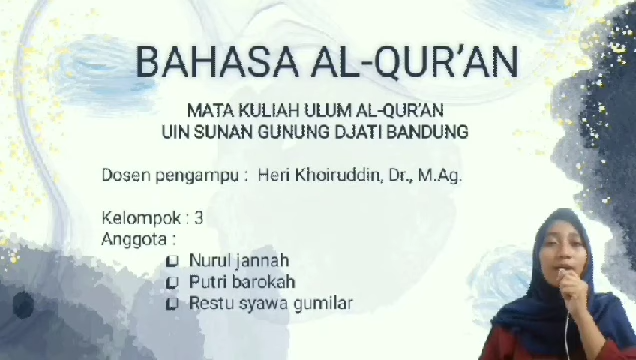 BAHASA AL-QUR'AN
MATA KULIAH ULUM AL-QUR'AN
UIN SUNAN GUNUNG DJATI BANDUNG
Dosen pengampu : Heri Khoiruddin, Dr., M.Ag.
Kelompok : 3
Anggota :
Nurul jannah
Putri barokah
Restu syawa gumilar